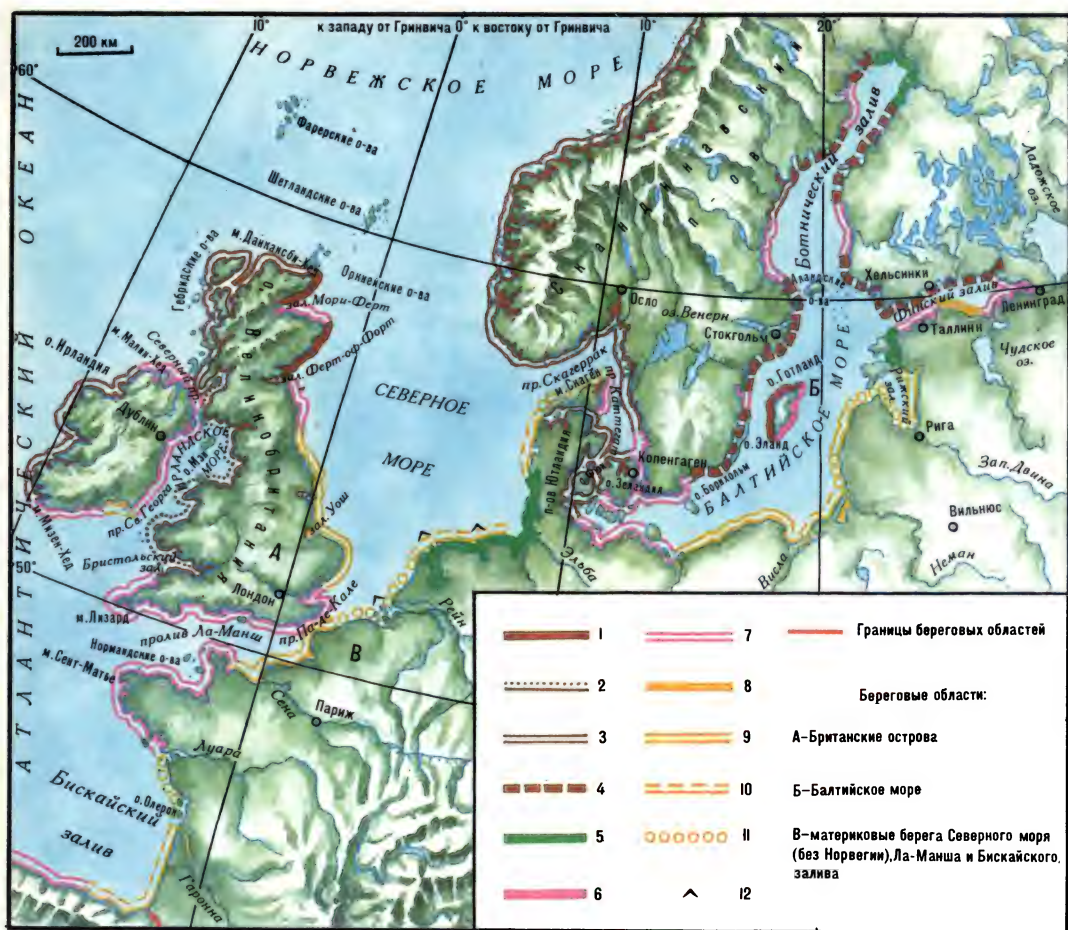 10°
к западу от Гринвича 0° к востоку от Гринвича
10°
20°
200 км
60°
НОРВЕЖСКОЕ МОРЕ
Фарерские о-ва
Шетландские о-ва
АТЛАНТИЧЕСКИЙ ОКЕАН
СКАНДИНАВСКИЙ П-ОВ
Ботнический залив
Ладожское
оз.
Гебридские о-ва
м.Данкансби-Хед
Оркнейские о-ва
зал.Мори-Ферт
зал.Ферт-оф-Форт
о. Великобритания
Осло
оз.Венерн
Стокгольм
Аландские
о-ва
Хельсинки
Финский залив
Ленинград
Таллинн
Чудское
оз.
м.Малин-Хед
Северный пр.
о.Ирландия
Дублин
ИРЛАНДСКОЕ
МОРЕ
о.Мэн
СЕВЕРНОЕ
МОРЕ
пр.Скагеррак
м.Скаген
пр.Каттегат
п-ов Ютландия
о.Зеландия
Копенгаген
о.Готланд
Б
о.Эланд
о.Борнхольм
БАЛТИЙСКОЕ МОРЕ
Рижский
зал.
Рига
Зап.Двина
Вильнюс
Неман
Висла
Эльба
Рейн
м.Мизен-Хед
пр.Св.Георга
Бристольский
зал.
зал.Уош
А
50°
Лондон
м.Лизард
пролив Ла-Манш
пр.Па-де-Кале
Нормандские о-ва
м.Сент-Матье
В
Сена
Париж
Луара
о.Олерон
Бискайский
залив
Гаронна
1
2
3
4
5
6
7
8
9
10
11
12
Границы береговых областей
Береговые области:
А-Британские острова
Б-Балтийское море
В-материковые берега Северного моря
(без Норвегии),Ла-Манша и Бискайского
залива